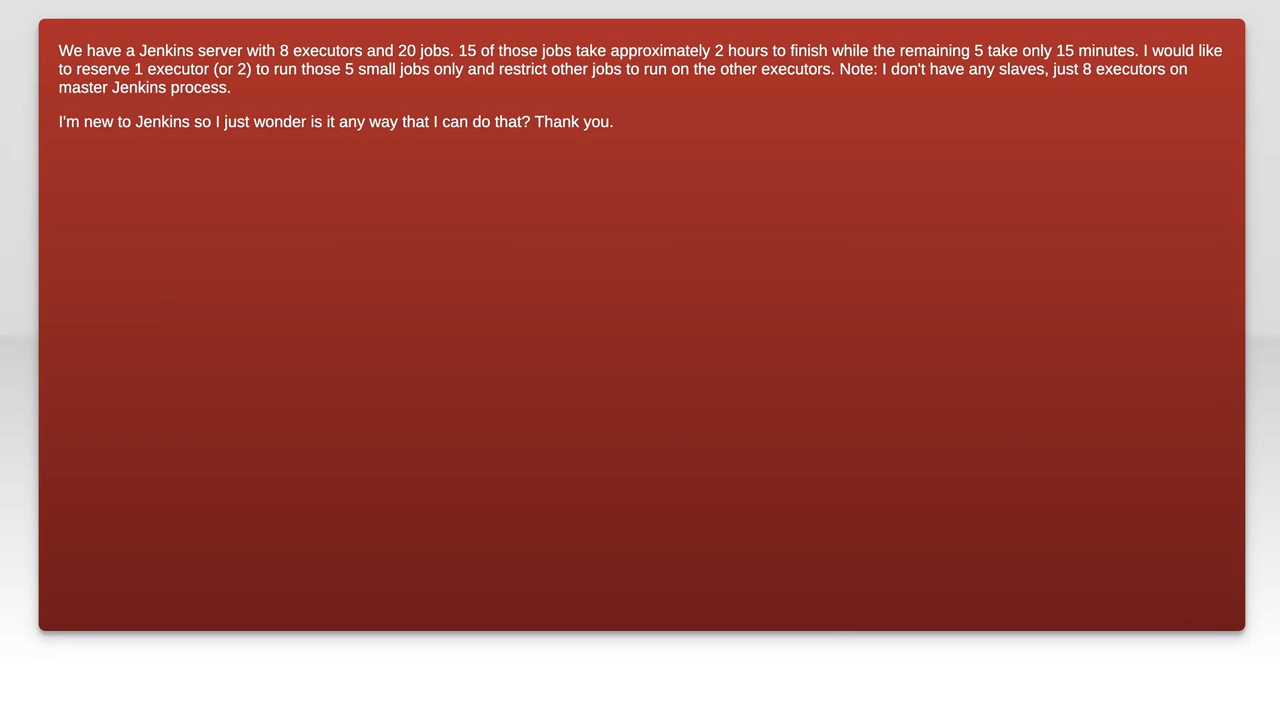 We have a Jenkins server with 8 executors and 20 jobs. 15 of those jobs take approximately 2 hours to finish while the remaining 5 take only 15 minutes. I would like
to reserve 1 executor (or 2) to run those 5 small jobs only and restrict other jobs to run on the other executors. Note: I don't have any slaves, just 8 executors on
master Jenkins process.
I'm new to Jenkins so I just wonder is it any way that I can do that? Thank you.